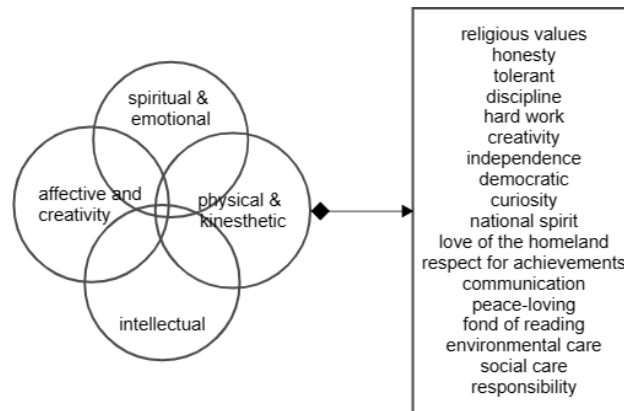 spiritual &
emotional
affective and
creativity
physical &
kinesthetic
intellectual
religious values
honesty
tolerant
discipline
hard work
creativity
independence
democratic
curiosity
national spirit
love of the homeland
respect for achievements
communication
peace-loving
fond of reading
environmental care
social care
responsibility